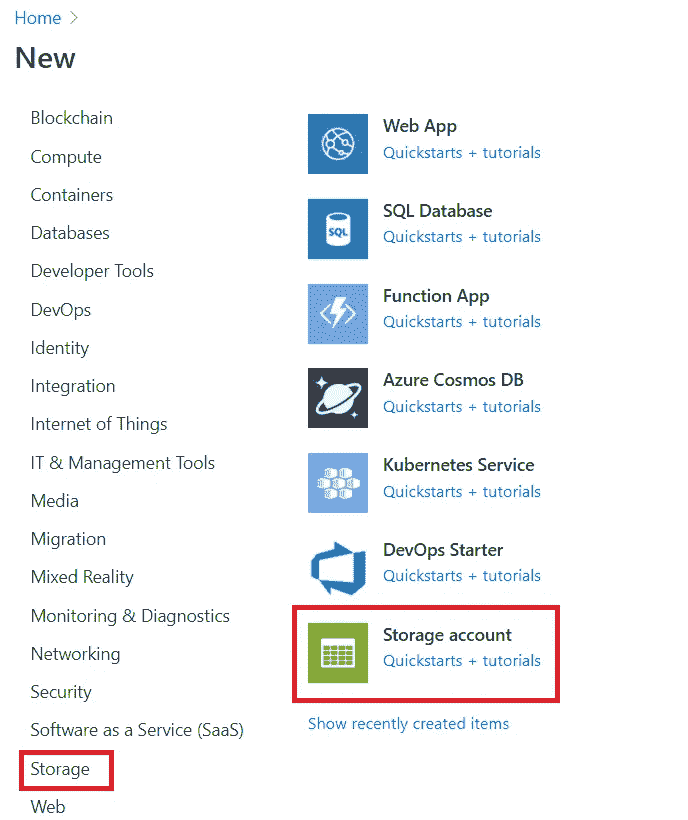 Home >
New
Blockchain
Compute
Containers
Databases
Developer Tools
DevOps
Identity
Integration
Internet of Things
IT & Management Tools
Media
Migration
Mixed Reality
Monitoring & Diagnostics
Networking
Security
Software as a Service (SaaS)
Storage
Web
Web App
Quickstarts + tutorials
SQL
SQL Database
Quickstarts + tutorials
Function App
Quickstarts + tutorials
Azure Cosmos DB
Quickstarts + tutorials
Kubernetes Service
Quickstarts + tutorials
DevOps Starter
Quickstarts + tutorials
Storage account
Quickstarts + tutorials
Show recently created items